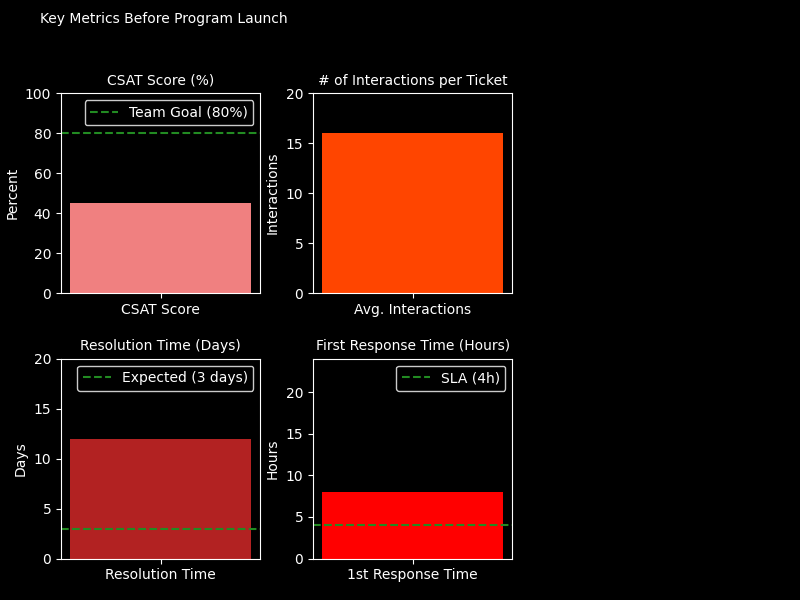 Key Metrics Before Program Launch
CSAT Score (%)
100
80
60
40
20
0
Percent
Team Goal (80%)
CSAT Score
# of Interactions per Ticket
20
15
10
5
0
Interactions
Avg. Interactions
Resolution Time (Days)
20
15
10
5
0
Days
Expected (3 days)
Resolution Time
First Response Time (Hours)
20
15
10
5
0
Hours
SLA (4h)
1st Response Time